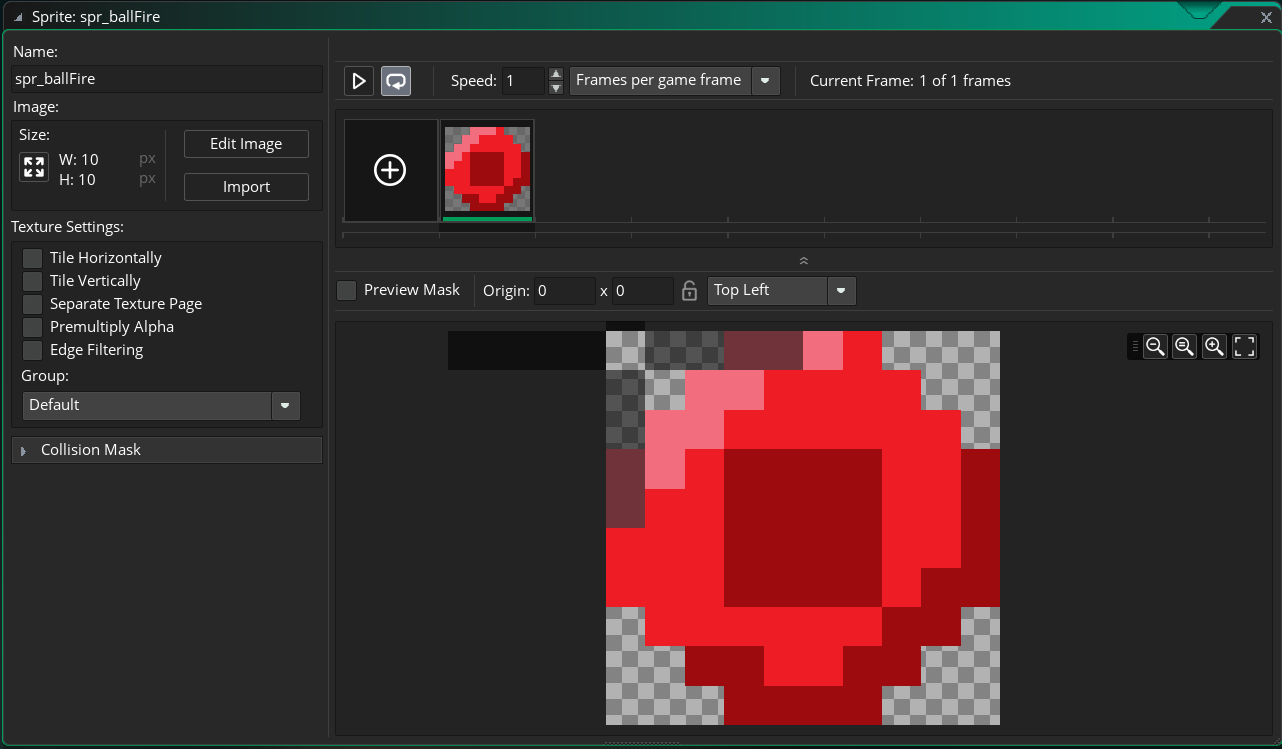 Sprite: spr_ballFire
Name:
spr_ballFire
Image:
Size:
W: 10 px
H: 10 px
Edit Image
Import
Texture Settings:
Tile Horizontally
Tile Vertically
Separate Texture Page
Premultiply Alpha
Edge Filtering
Group:
Default
Collision Mask
Speed: 1 Frames per game frame Current Frame: 1 of 1 frames
Preview Mask Origin: 0 x 0 Top Left